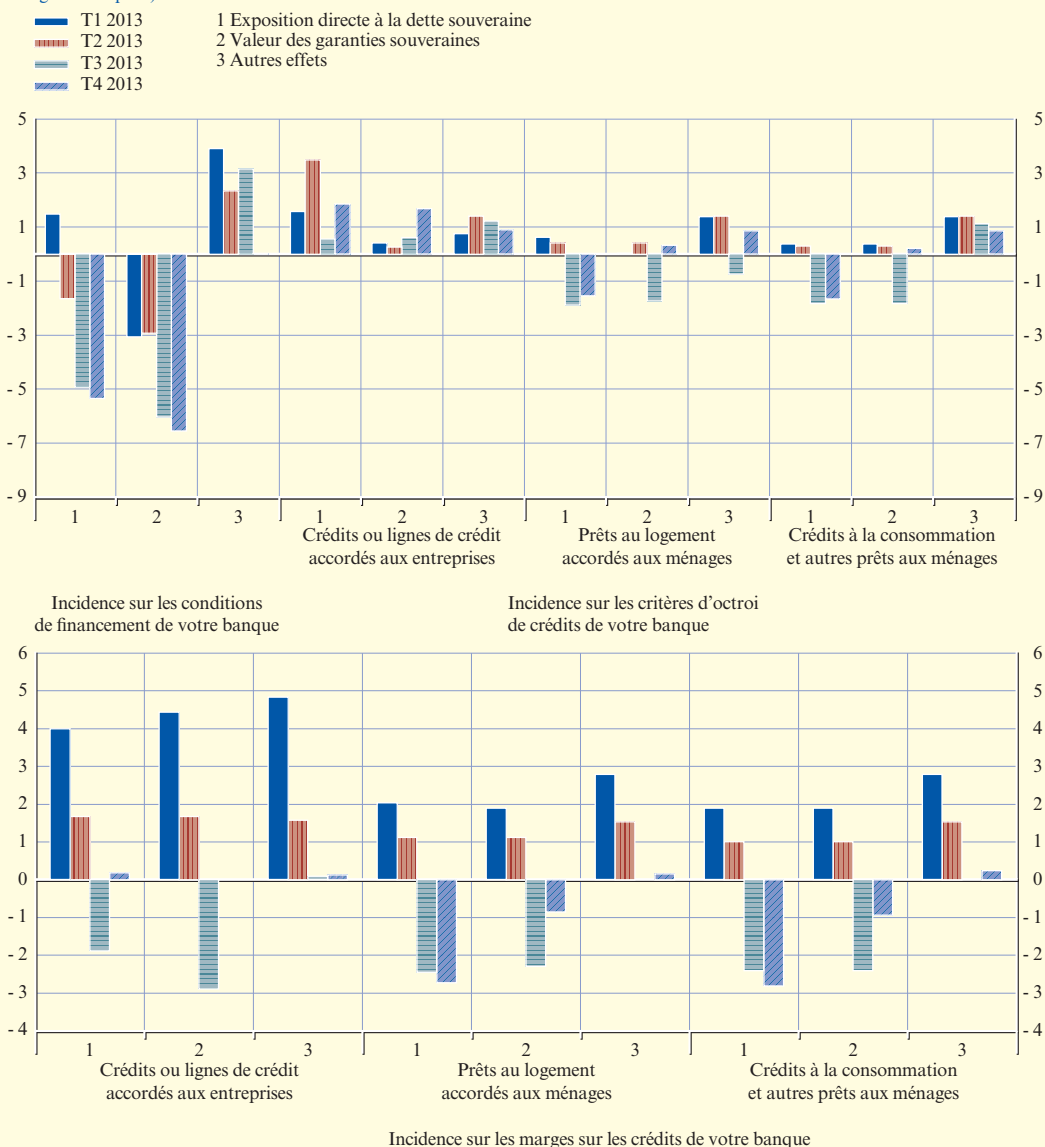 T1 2013
T2 2013
T3 2013
T4 2013
1 Exposition directe à la dette souveraine
2 Valeur des garanties souveraines
3 Autres effets
5 5
3 3
1 1
- 1 - 1
- 3 - 3
- 5 - 5
- 7 - 7
- 9 - 9
1 2 3 1 2 3 1 2 3 1 2 3
Crédits ou lignes de crédit
accordés aux entreprises
Prêts au logement
accordés aux ménages
Crédits à la consommation
et autres prêts aux ménages
Incidence sur les conditions
de financement de votre banque
Incidence sur les critères d'octroi
de crédits de votre banque
6 6
5 5
4 4
3 3
2 2
1 1
0 0
- 1 - 1
- 2 - 2
- 3 - 3
- 4 - 4
1 2 3 1 2 3 1 2 3
Crédits ou lignes de crédit
accordés aux entreprises
Prêts au logement
accordés aux ménages
Crédits à la consommation
et autres prêts aux ménages
Incidence sur les marges sur les crédits de votre banque